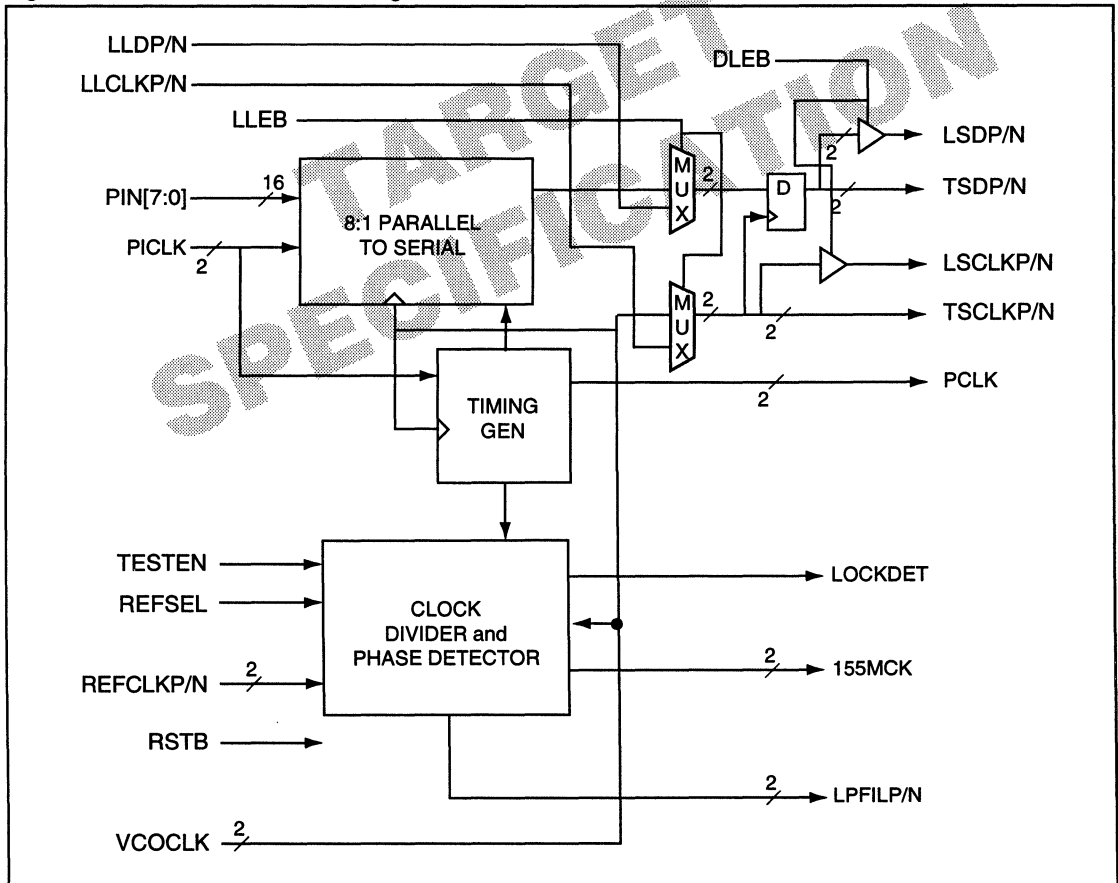 LLDP/N
LLCLKP/N
LLEB
DLEB
TARGET
SPECIFICATION
PIN[7:0]
16
PICLK
2
8:1 PARALLEL
TO SERIAL
MUX
2
D
2
LSDP/N
2
TSDP/N
LSCLKP/N
MUX
2
2
TSCLKP/N
TIMING
GEN
2
PCLK
TESTEN
REFSEL
REFCLKP/N
2
RSTB
CLOCK
DIVIDER and
PHASE DETECTOR
LOCKDET
2
155MCK
2
LPFILP/N
VCOCLK
2